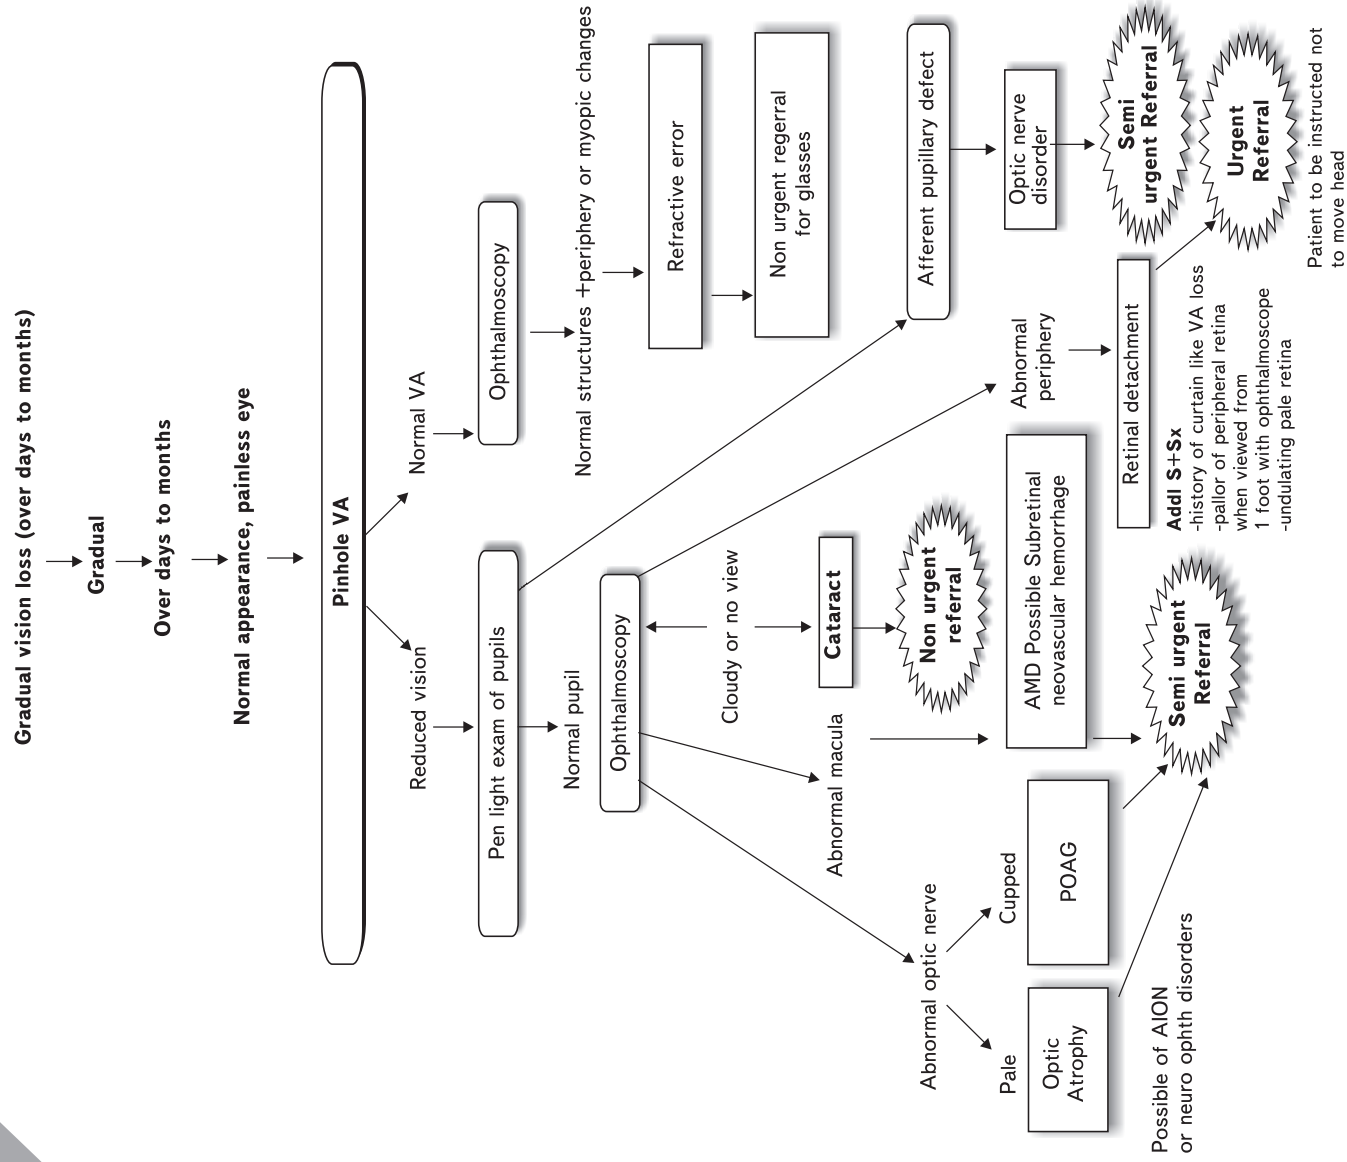 Gradual vision loss (over days to months)
Gradual
Over days to months
Normal appearance, painless eye
Pinhole VA
Reduced vision
Normal VA
Pen light exam of pupils
Ophthalmoscopy
Normal pupil
Normal structures +periphery or myopic changes
Ophthalmoscopy
Refractive error
Cloudy or no view
Non urgent regerral
for glasses
Abnormal macula
Cataract
Abnormal optic nerve
Non urgent
referral
Afferent pupillary defect
Pale
Cupped
AMD Possible Subretinal
neovascular hemorrhage
Abnormal
periphery
Optic nerve
disorder
Optic
Atrophy
POAG
Retinal detachment
Semi
urgent Referral
Possible of AION
or neuro ophth disorders
Semi urgent
Referral
Addl S+Sx
-history of curtain like VA loss
-pallor of peripheral retina
when viewed from
1 foot with ophthalmoscope
-undulating pale retina
Urgent
Referral
Patient to be instructed not
to move head